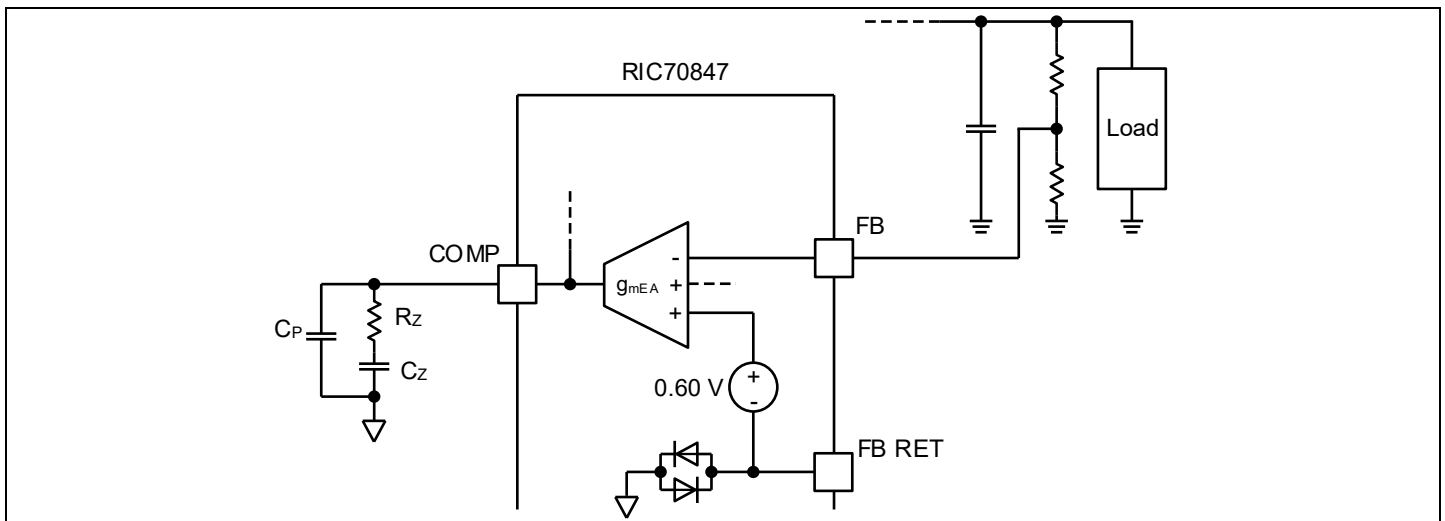 RIC70847
Load
FB
COMP
-
gmEA
+
+
RZ
CP
CZ
+
0.60 V
-
FB RET